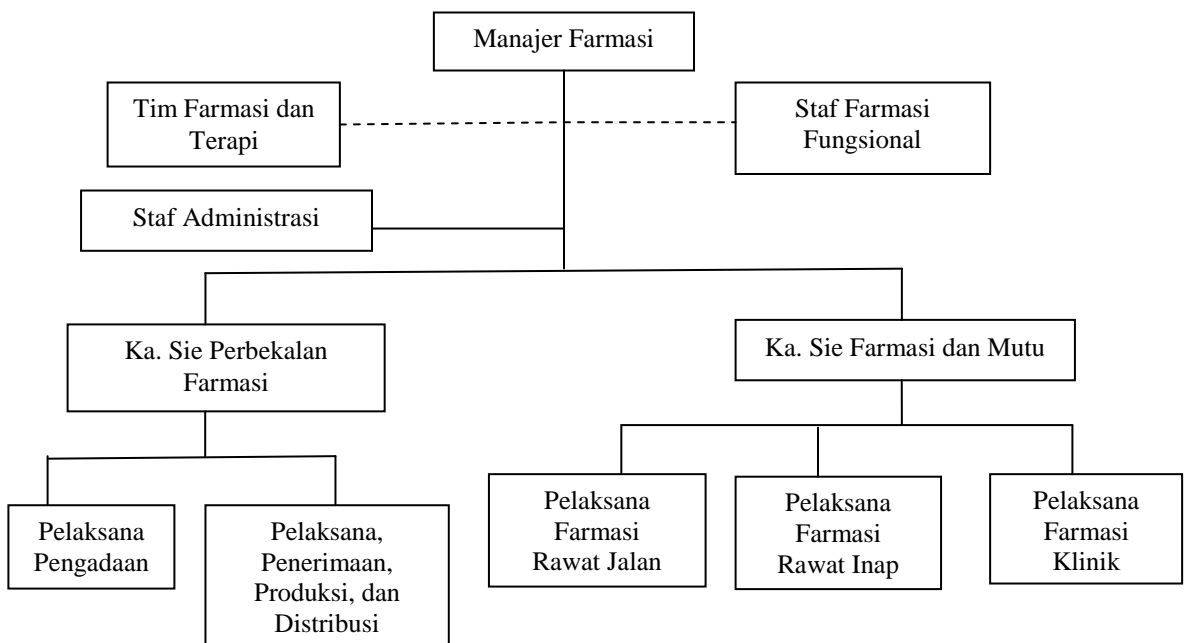 Manajer Farmasi
Tim Farmasi dan
Terapi
Staf Farmasi
Fungsional
Staf Administrasi
Ka. Sie Perbekalan
Farmasi
Ka. Sie Farmasi dan Mutu
Pelaksana
Pengadaan
Pelaksana,
Penerimaan,
Produksi, dan
Distribusi
Pelaksana
Farmasi
Rawat Jalan
Pelaksana
Farmasi
Rawat Inap
Pelaksana
Farmasi
Klinik